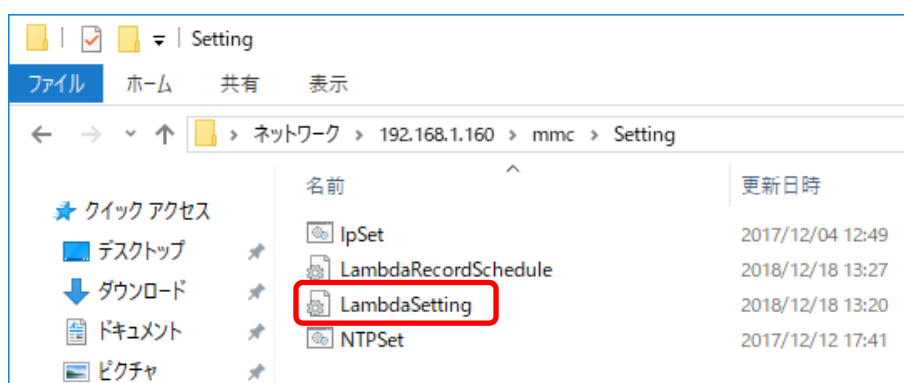 Setting
ファイル ホーム 共有 表示
ネットワーク > 192.168.1.160 > mmc > Setting
名前 更新日時
クイック アクセス
デスクトップ
ダウンロード
ドキュメント
ピクチャ
IpSet 2017/12/04 12:49
LambdaRecordSchedule 2018/12/18 13:27
LambdaSetting 2018/12/18 13:20
NTPSet 2017/12/12 17:41